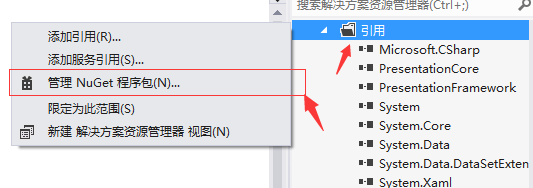 搜索解决方案资源管理器(Ctrl+;)
引用
Microsoft.CSharp
PresentationCore
PresentationFramework
System
System.Core
System.Data
System.Data.DataSetExten
System.Xaml
添加引用(R)...
添加服务引用(S)...
管理 NuGet 程序包(N)...
限定为此范围(S)
新建 解决方案资源管理器 视图(N)